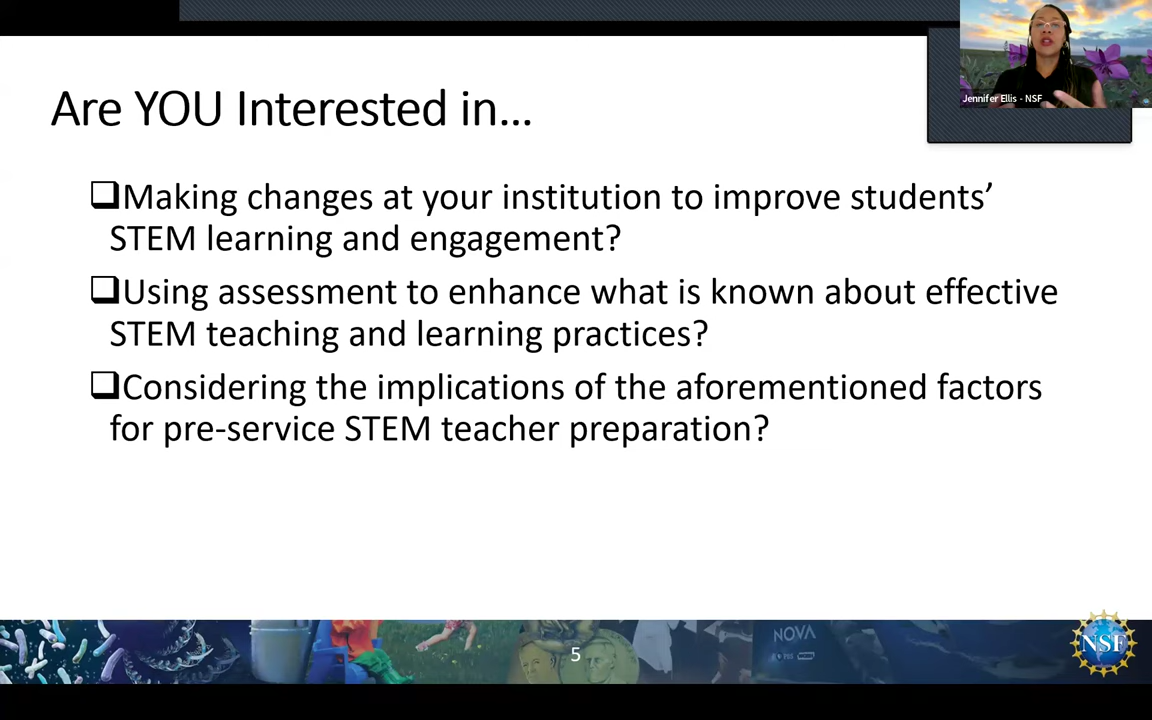 Jennifer Ellis - NSF
Are YOU Interested in...
❑Making changes at your institution to improve students’
STEM learning and engagement?
❑Using assessment to enhance what is known about effective
STEM teaching and learning practices?
❑Considering the implications of the aforementioned factors
for pre-service STEM teacher preparation?
NOVA
PBS
5
NSF